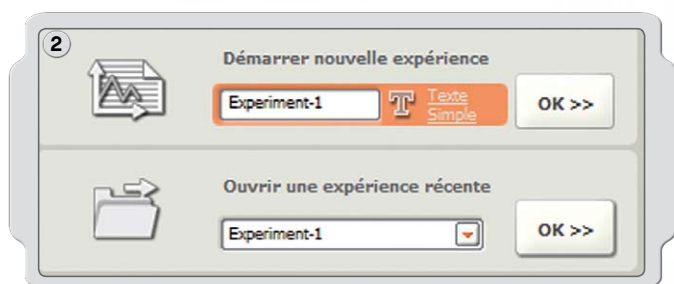 2
Démarrer nouvelle expérience
Experiment-1
T Texte
Simple
OK >>
Ouvrir une expérience récente
Experiment-1
OK >>